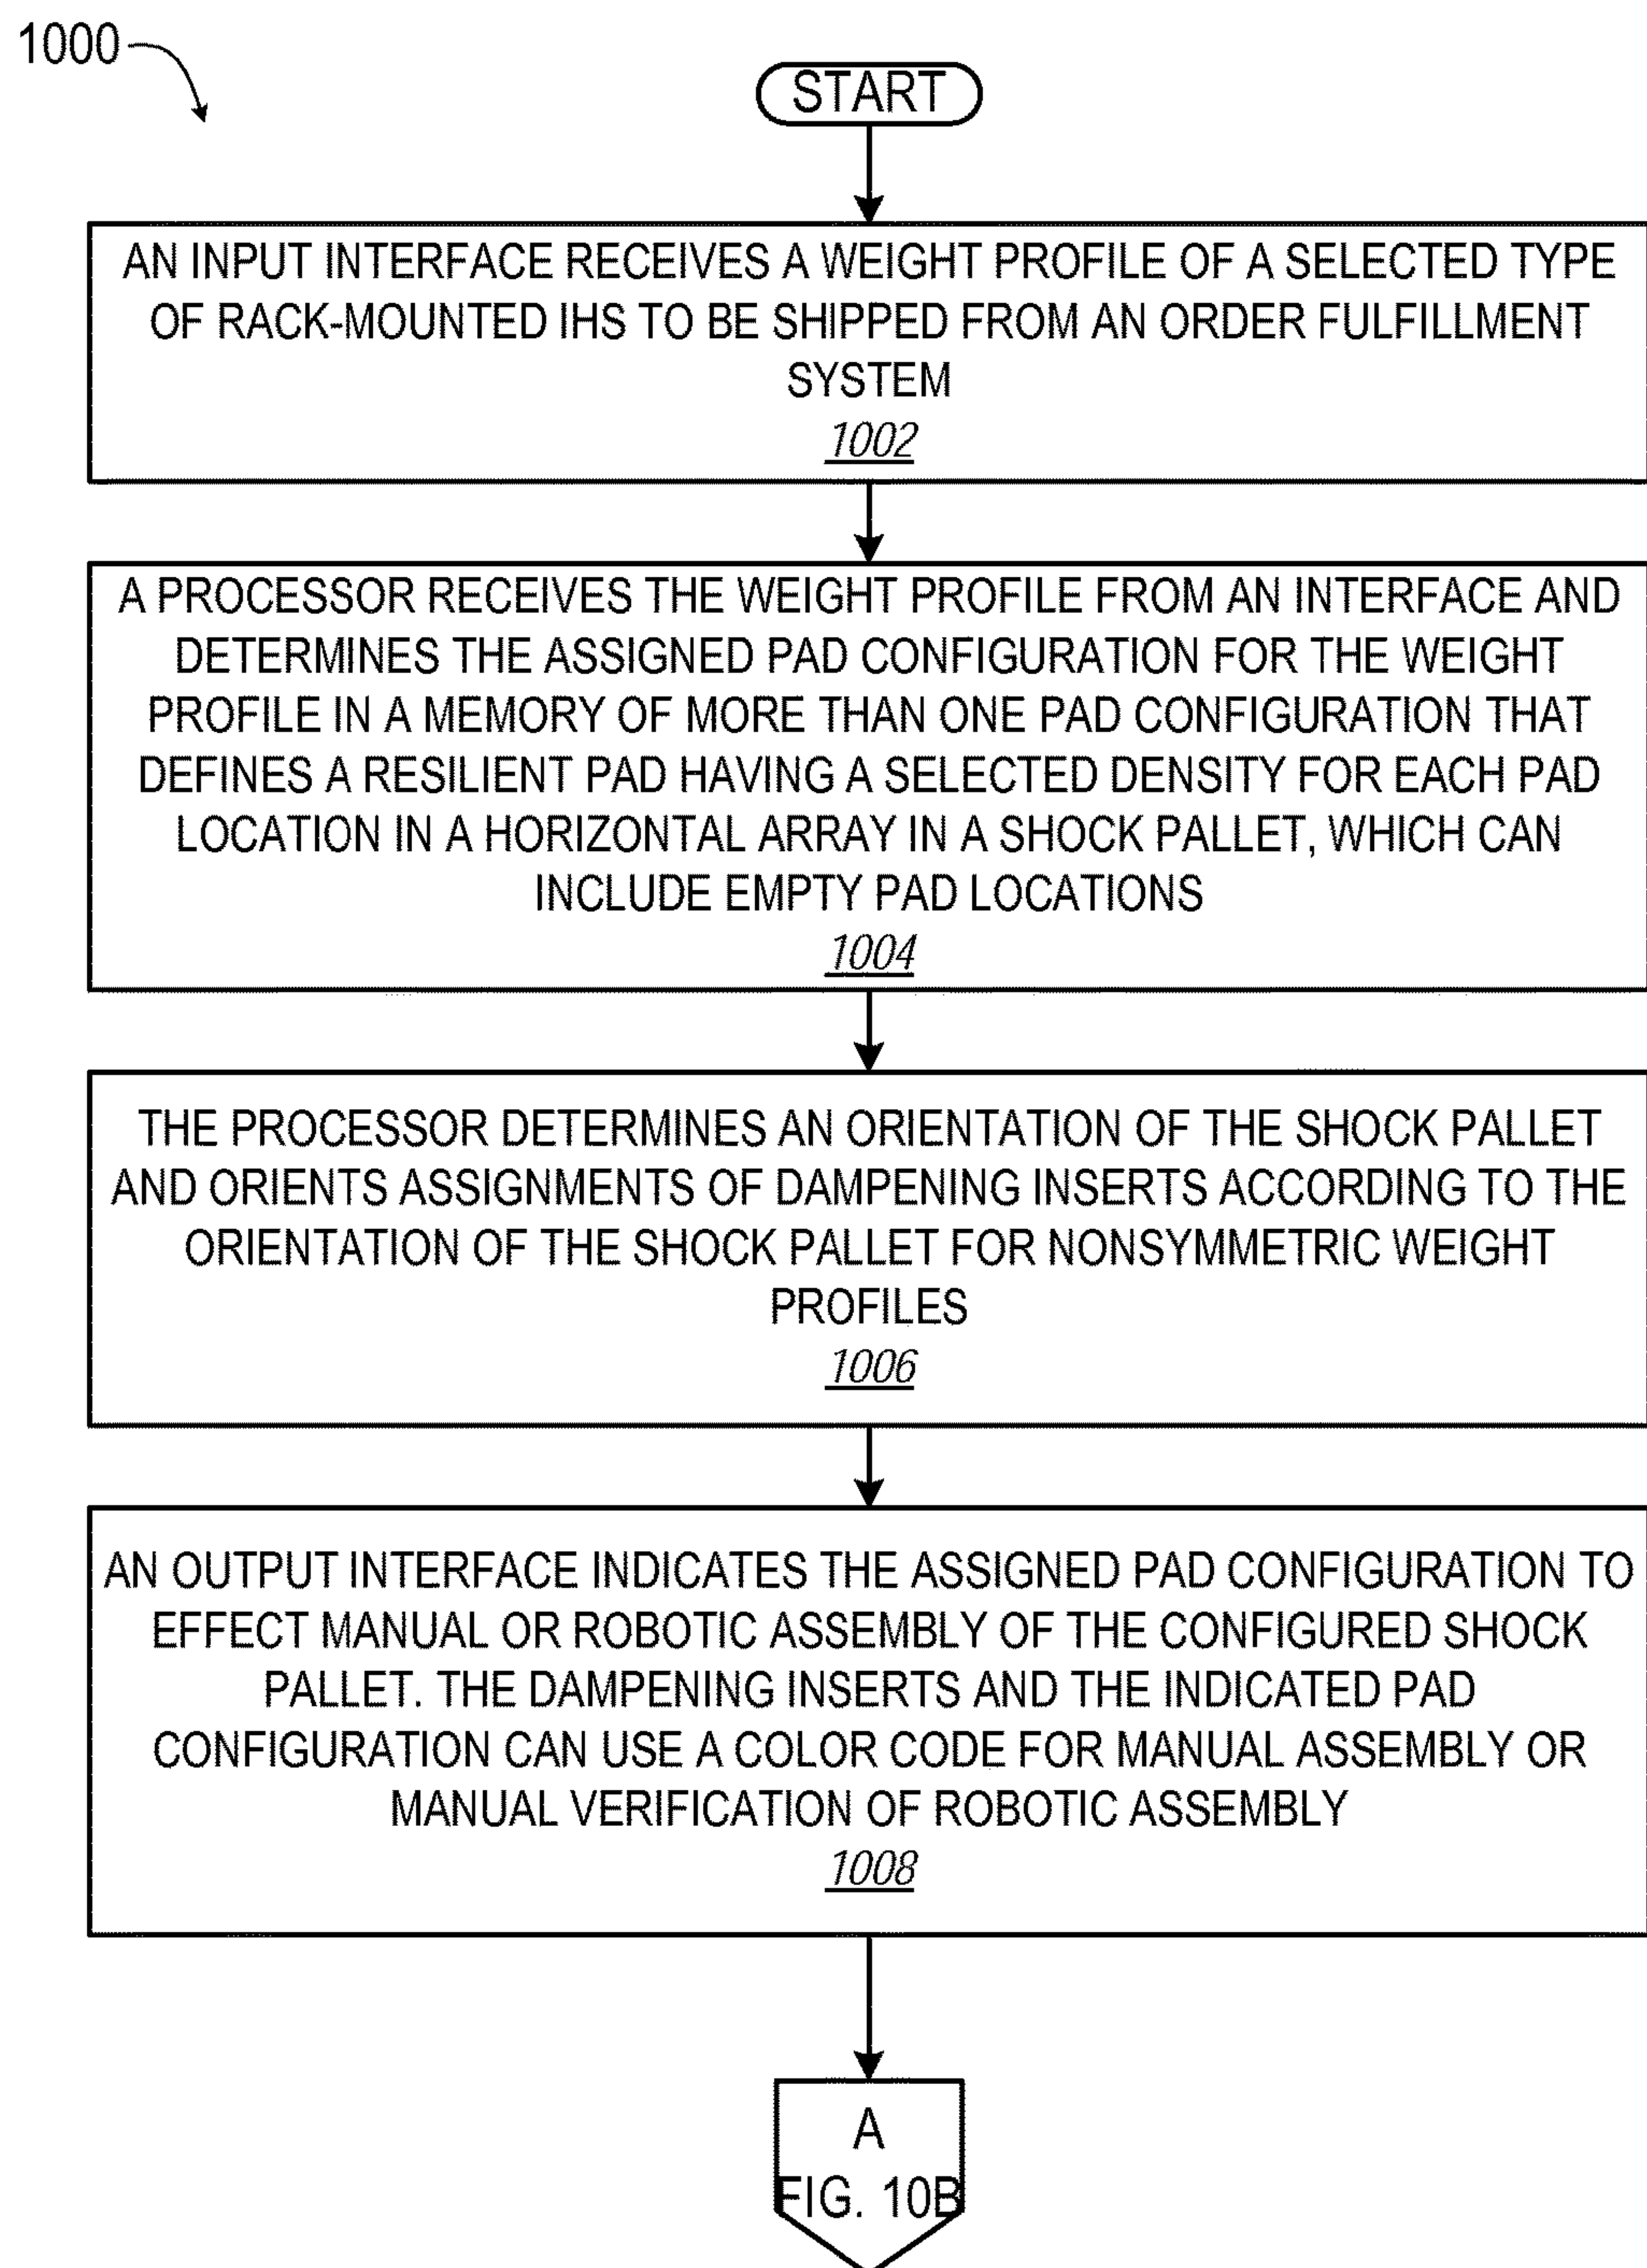 1000
START
AN INPUT INTERFACE RECEIVES A WEIGHT PROFILE OF A SELECTED TYPE
OF RACK-MOUNTED IHS TO BE SHIPPED FROM AN ORDER FULFILLMENT
SYSTEM
1002
A PROCESSOR RECEIVES THE WEIGHT PROFILE FROM AN INTERFACE AND
DETERMINES THE ASSIGNED PAD CONFIGURATION FOR THE WEIGHT
PROFILE IN A MEMORY OF MORE THAN ONE PAD CONFIGURATION THAT
DEFINES A RESILIENT PAD HAVING A SELECTED DENSITY FOR EACH PAD
LOCATION IN A HORIZONTAL ARRAY IN A SHOCK PALLET, WHICH CAN
INCLUDE EMPTY PAD LOCATIONS
1004
THE PROCESSOR DETERMINES AN ORIENTATION OF THE SHOCK PALLET
AND ORIENTS ASSIGNMENTS OF DAMPENING INSERTS ACCORDING TO THE
ORIENTATION OF THE SHOCK PALLET FOR NONSYMMETRIC WEIGHT
PROFILES
1006
AN OUTPUT INTERFACE INDICATES THE ASSIGNED PAD CONFIGURATION TO
EFFECT MANUAL OR ROBOTIC ASSEMBLY OF THE CONFIGURED SHOCK
PALLET. THE DAMPENING INSERTS AND THE INDICATED PAD
CONFIGURATION CAN USE A COLOR CODE FOR MANUAL ASSEMBLY OR
MANUAL VERIFICATION OF ROBOTIC ASSEMBLY
1008
A
FIG. 10B